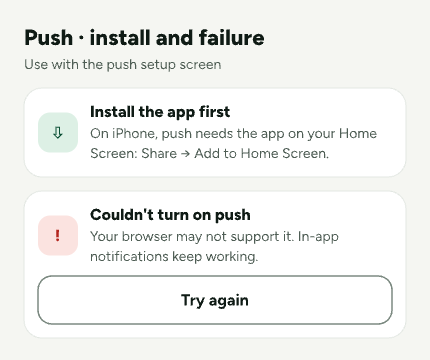 Push · install and failure
Use with the push setup screen
⇩
Install the app first
On iPhone, push needs the app on your Home
Screen: Share → Add to Home Screen.
!
Couldn't turn on push
Your browser may not support it. In-app
notifications keep working.
Try again